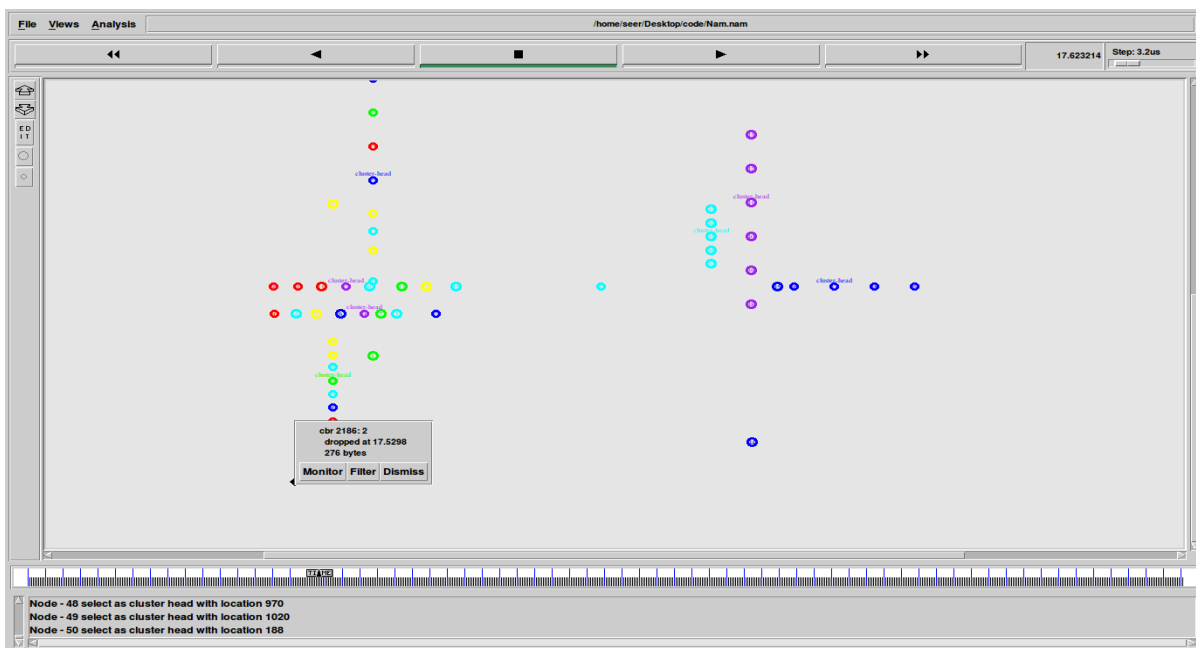 File Views Analysis /home/seer/Desktop/code/Nam.nam
17.623214 Step: 3.2us
ED
IT
cluster-head
cluster-head
cluster-head
cluster-head
cluster-head
cluster-head
cluster-head
cbr 2186: 2
dropped at 17.5298
276 bytes
Monitor Filter Dismiss
TIME
Node - 48 select as cluster head with location 970
Node - 49 select as cluster head with location 1020
Node - 50 select as cluster head with location 188